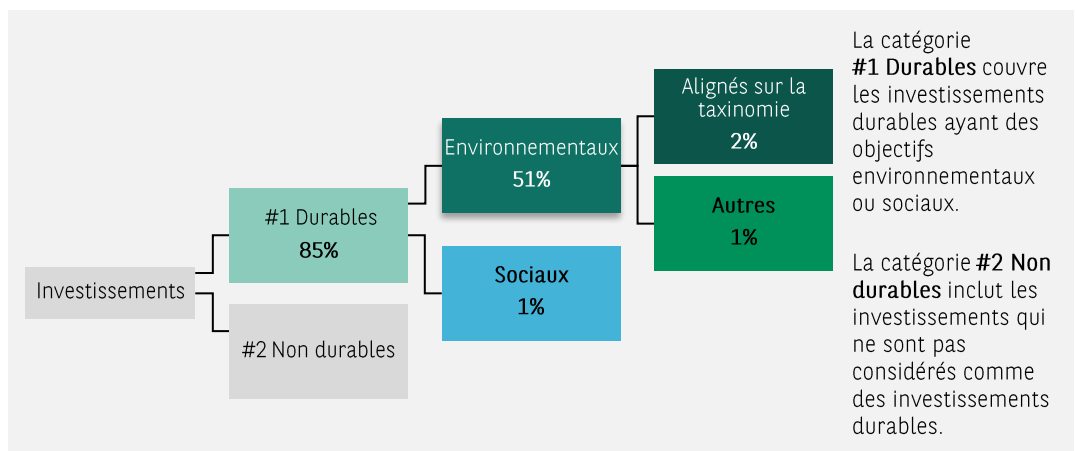 Investissements
#1 Durables
85%
#2 Non durables
Environnementaux
51%
Sociaux
1%
Alignés sur la
taxinomie
2%
Autres
1%
La catégorie
#1 Durables couvre
les investissements
durables ayant des
objectifs
environnementaux
ou sociaux.
La catégorie #2 Non
durables inclut les
investissements qui
ne sont pas
considérés comme
des investissements
durables.